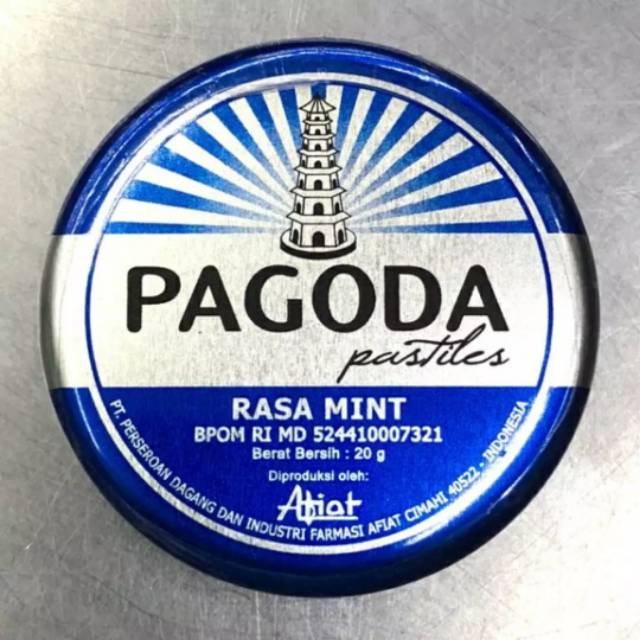 PAGODA
pastiles
RASA MINT
BPOM RI MD 524410007321
Berat Bersih : 20 g
Diproduksi oleh:
Afiat
PT. PERSEROAN DAGANG DAN INDUSTRI FARMASI AFIAT CIMAHI 40522 - INDONESIA